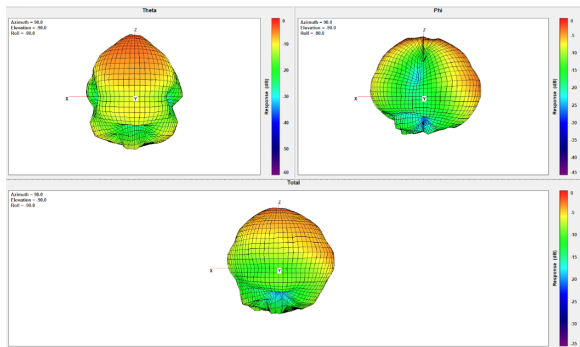 Theta
Azimuth = 90.0
Elevation = -90.0
Roll = -90.0
Z
X
Y
0
-10
-20
-30
-40
-50
-60
Response (dB)
Phi
Azimuth = 90.0
Elevation = -90.0
Roll = -90.0
Z
X
Y
0
-5
-10
-15
-20
-25
-30
-35
-40
-45
Response (dB)
Total
Azimuth = 90.0
Elevation = -90.0
Roll = -90.0
Z
X
Y
0
-5
-10
-15
-20
-25
-30
-35
Response (dB)